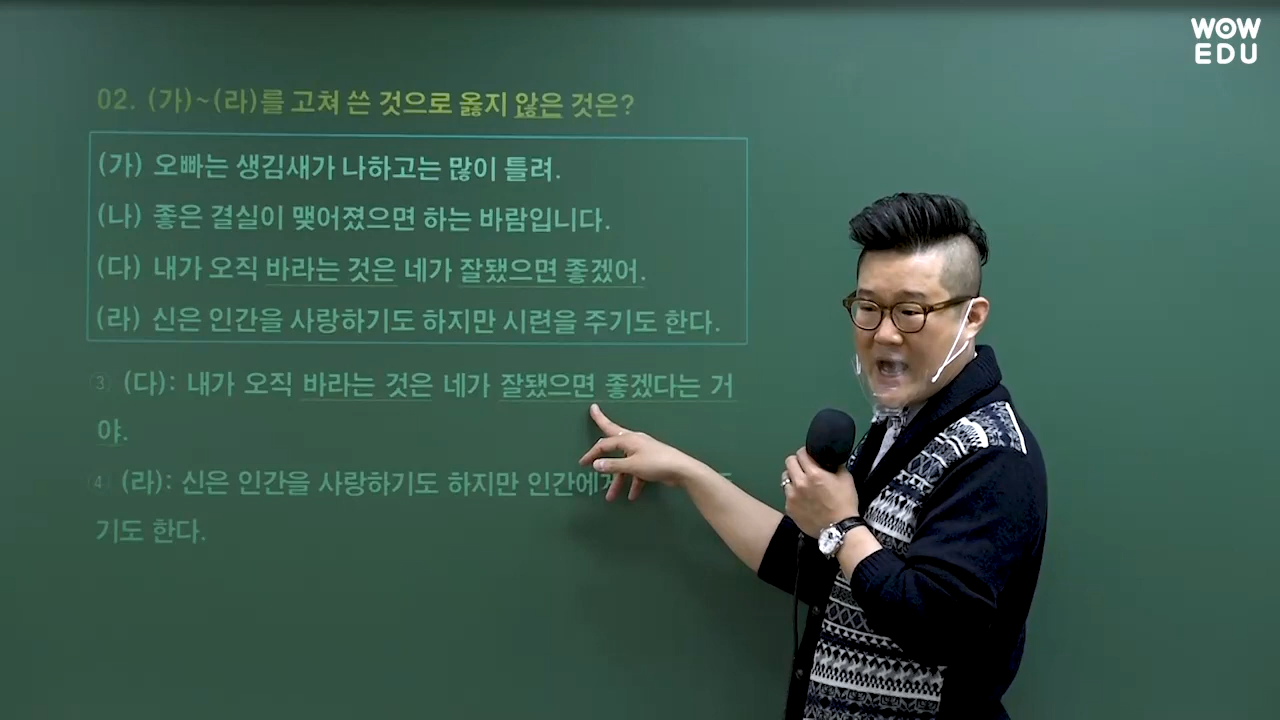 WOW
EDU
02. (가)~(라)를 고쳐 쓴 것으로 옳지 않은 것은?
(가) 오빠는 생김새가 나하고는 많이 틀려.
(나) 좋은 결실이 맺어졌으면 하는 바람입니다.
(다) 내가 오직 바라는 것은 네가 잘됐으면 좋겠어.
(라) 신은 인간을 사랑하기도 하지만 시련을 주기도 한다.
③ (다): 내가 오직 바라는 것은 네가 잘됐으면 좋겠다는 거
야.
④ (라): 신은 인간을 사랑하기도 하지만 인간에게
기도 한다.